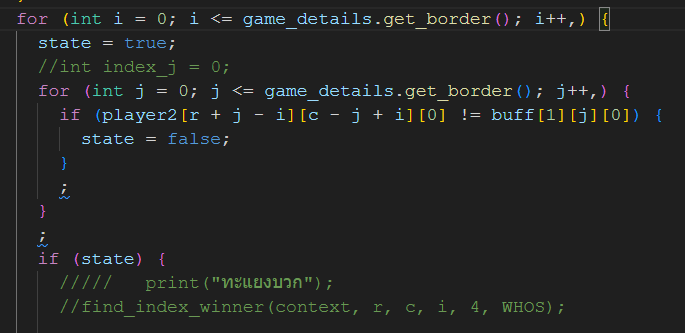 for (int i = 0; i <= game_details.get_border(); i++,) {
state = true;
//int index_j = 0;
for (int j = 0; j <= game_details.get_border(); j++,) {
if (player2[r + j - i][c - j + i][0] != buff[1][j][0]) {
state = false;
}
;
}
;
if (state) {
///// print("ทะแยงบวก");
//find_index_winner(context, r, c, i, 4, WHOS);